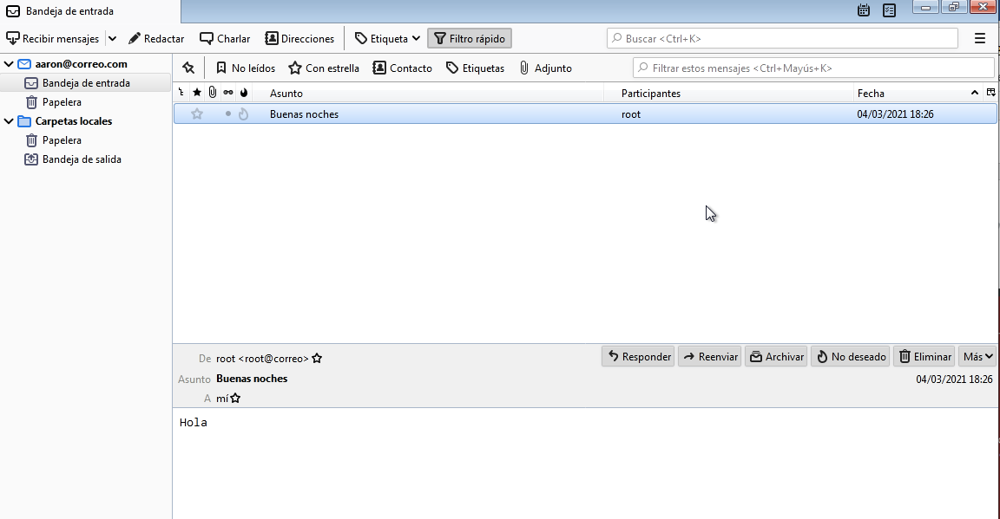 Bandeja de entrada
Recibir mensajes Redactar Charlar Direcciones Etiqueta Filtro rápido Buscar <Ctrl+K>
aaron@correo.com
Bandeja de entrada
Papelera
Carpetas locales
Papelera
Bandeja de salida
No leídos Con estrella Contacto Etiquetas Adjunto Filtrar estos mensajes <Ctrl+Mayús+K>
Asunto Participantes Fecha
Buenas noches root 04/03/2021 18:26
De root <root@correo> Responder Reenviar Archivar No deseado Eliminar Más
Asunto Buenas noches 04/03/2021 18:26
A mí
Hola